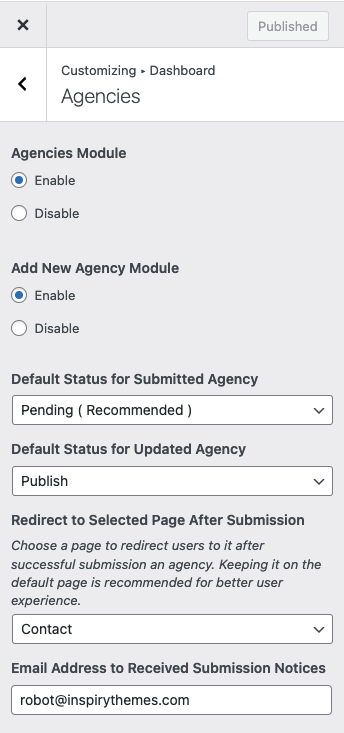 Published
Customizing ▸ Dashboard
Agencies
Agencies Module
Enable
Disable
Add New Agency Module
Enable
Disable
Default Status for Submitted Agency
Pending ( Recommended )
Default Status for Updated Agency
Publish
Redirect to Selected Page After Submission
Choose a page to redirect users to it after
successful submission an agency. Keeping it on the
default page is recommended for better user
experience.
Contact
Email Address to Received Submission Notices
robot@inspirythemes.com